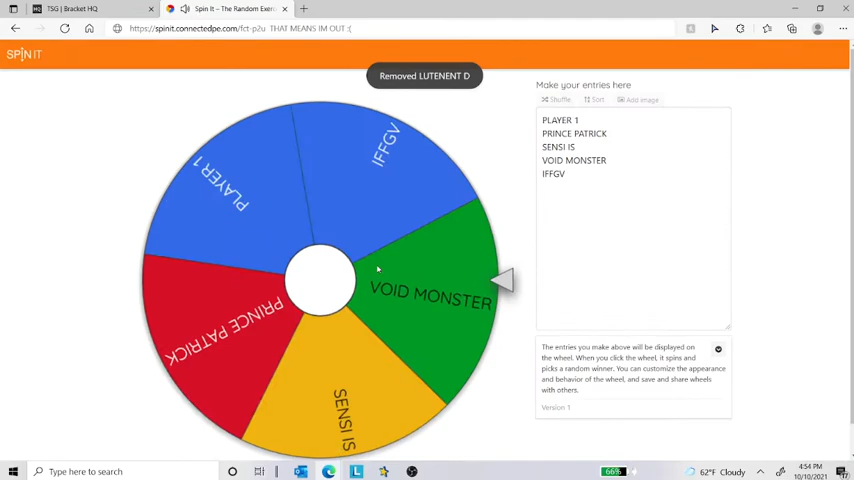 TSG | Bracket HQ
Spin It – The Random Exer
https://spinit.connectedpe.com/fct-p2u THAT MEANS IM OUT :(
SPIN IT
Removed LUTENENT D
Make your entries here
Shuffle Sort Add image
PLAYER 1
PRINCE PATRICK
SENSI IS
VOID MONSTER
IFFGV
PLAYER 1
IFFGV
VOID MONSTER
PRINCE PATRICK
SENSI IS
The entries you make above will be displayed on
the wheel. When you click the wheel, it spins and
picks a random winner. You can customize the appearance
and behavior of the wheel, and save and share wheels
with others.
Version 1
Type here to search
66%
62°F Cloudy
4:54 PM
10/10/2021